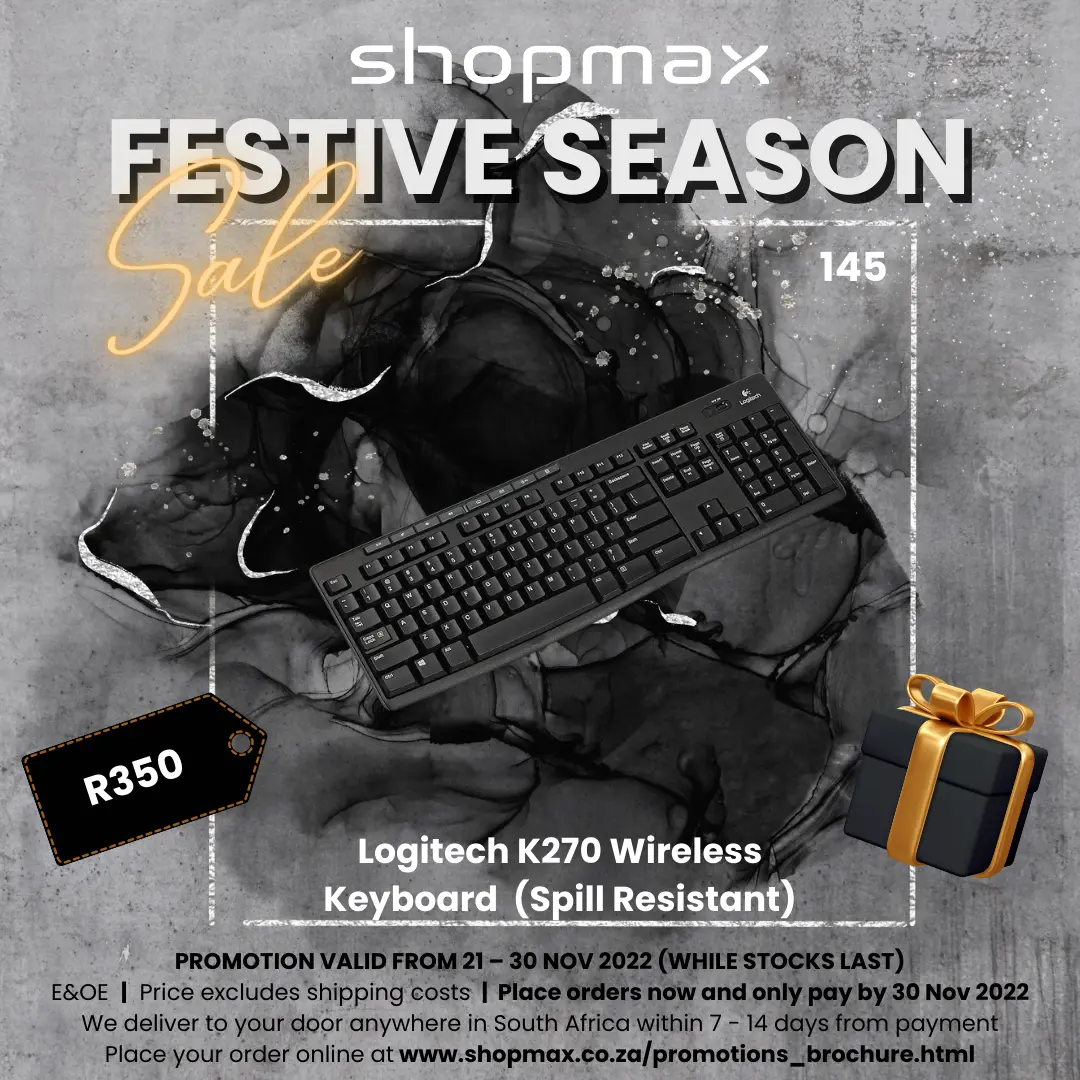 shopmax
FESTIVE SEASON
Sale
145
Logitech
R350
Logitech K270 Wireless
Keyboard (Spill Resistant)
PROMOTION VALID FROM 21 – 30 NOV 2022 (WHILE STOCKS LAST)
E&OE | Price excludes shipping costs | Place orders now and only pay by 30 Nov 2022
We deliver to your door anywhere in South Africa within 7 - 14 days from payment
Place your order online at www.shopmax.co.za/promotions_brochure.html